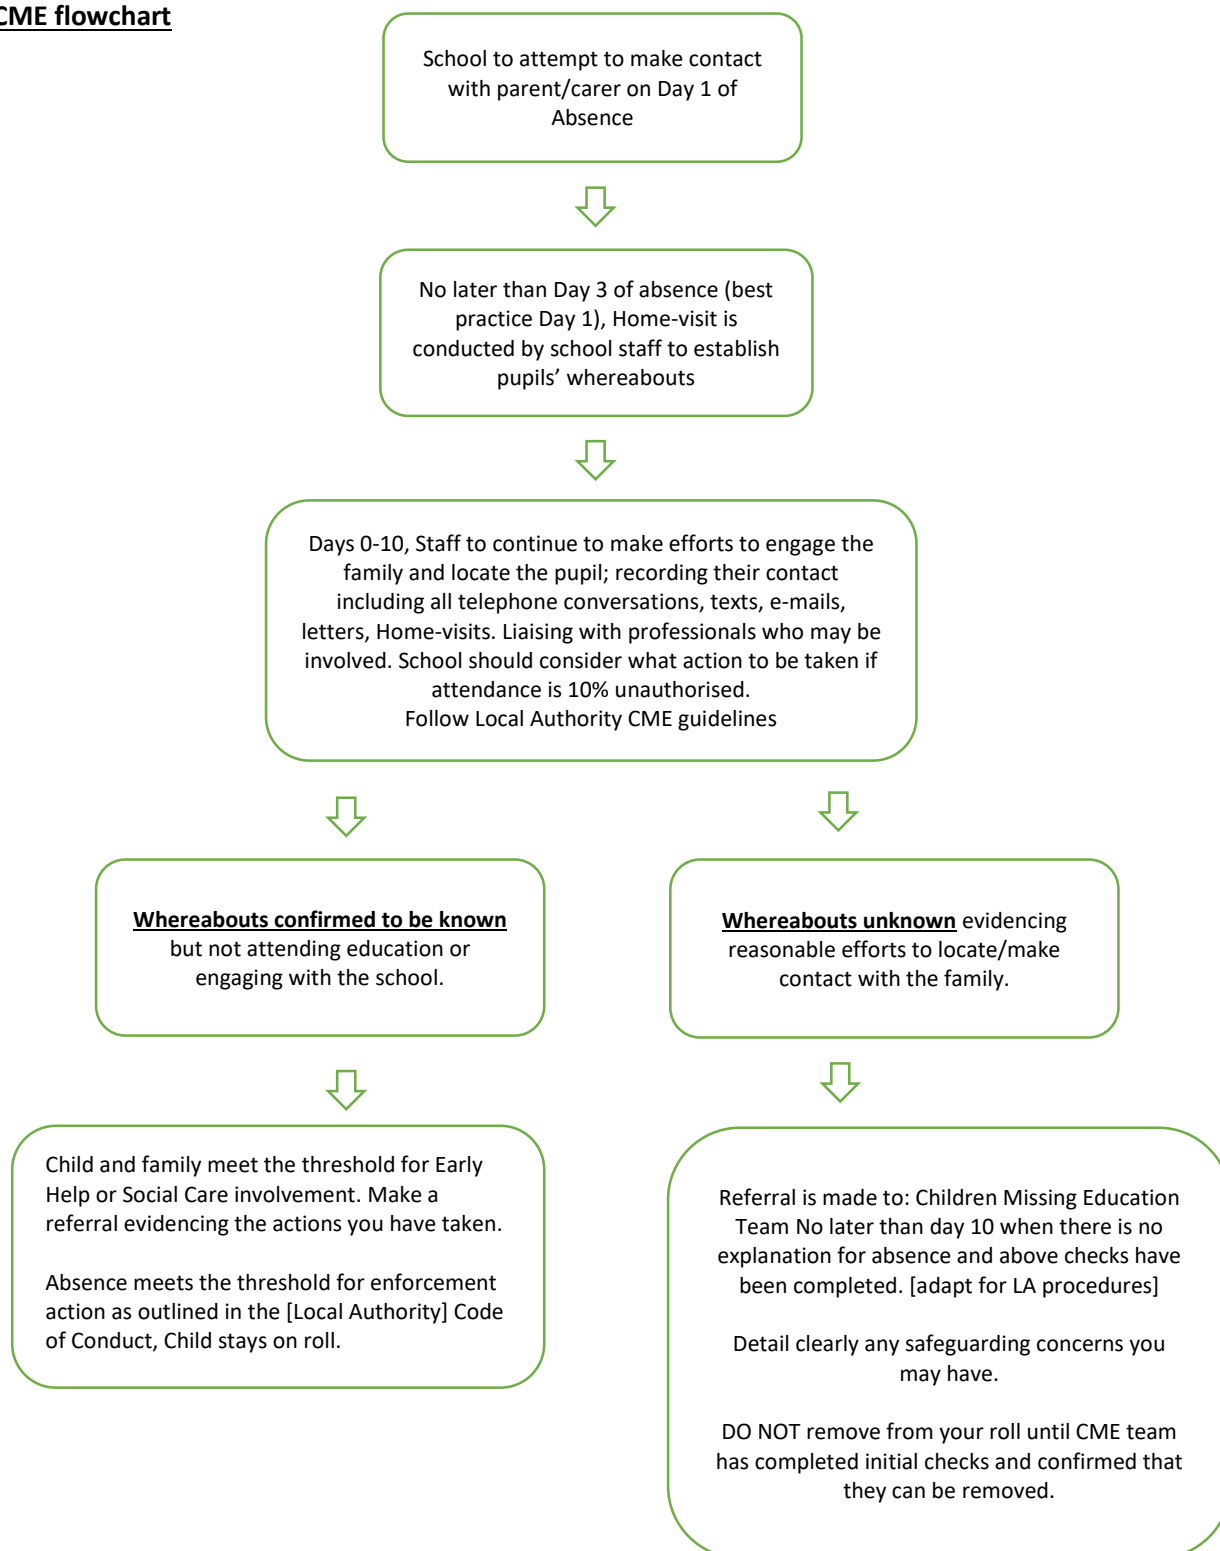 CME flowchart
School to attempt to make contact
with parent/carer on Day 1 of
Absence
No later than Day 3 of absence (best
practice Day 1), Home-visit is
conducted by school staff to establish
pupils’ whereabouts
Days 0-10, Staff to continue to make efforts to engage the
family and locate the pupil; recording their contact
including all telephone conversations, texts, e-mails,
letters, Home-visits. Liaising with professionals who may be
involved. School should consider what action to be taken if
attendance is 10% unauthorised.
Follow Local Authority CME guidelines
Whereabouts confirmed to be known
but not attending education or
engaging with the school.
Whereabouts unknown evidencing
reasonable efforts to locate/make
contact with the family.
Child and family meet the threshold for Early
Help or Social Care involvement. Make a
referral evidencing the actions you have taken.
Absence meets the threshold for enforcement
action as outlined in the [Local Authority] Code
of Conduct, Child stays on roll.
Referral is made to: Children Missing Education
Team No later than day 10 when there is no
explanation for absence and above checks have
been completed. [adapt for LA procedures]
Detail clearly any safeguarding concerns you
may have.
DO NOT remove from your roll until CME team
has completed initial checks and confirmed that
they can be removed.